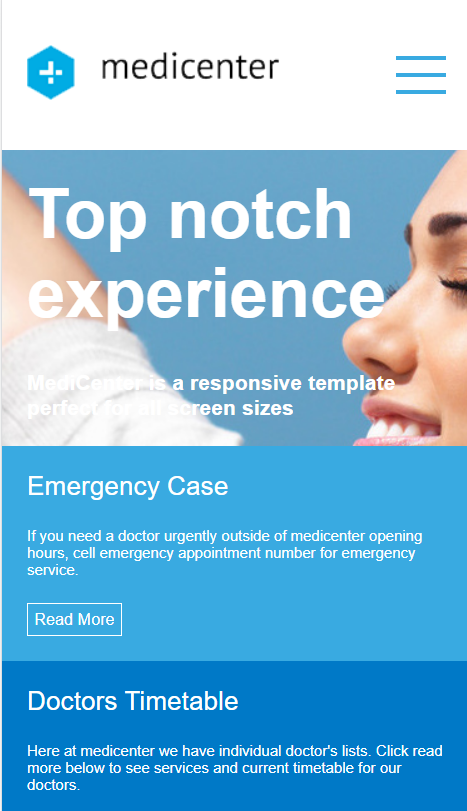 medicenter
Top notch
experience
MediCenter is a responsive template
perfect for all screen sizes
Emergency Case
If you need a doctor urgently outside of medicenter opening
hours, cell emergency appointment number for emergency
service.
Read More
Doctors Timetable
Here at medicenter we have individual doctor's lists. Click read
more below to see services and current timetable for our
doctors.